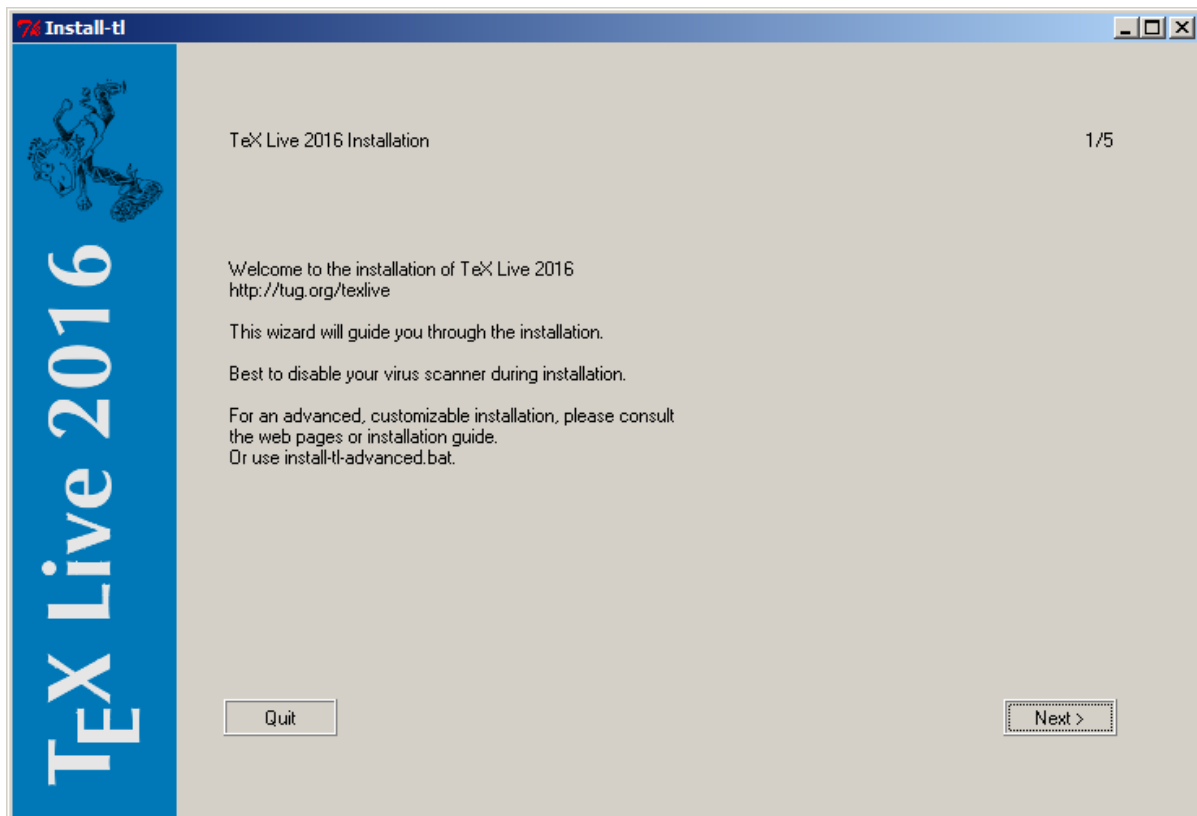 Install-tl
TeX Live 2016 Installation
1/5
Welcome to the installation of TeX Live 2016
http://tug.org/texlive
This wizard will guide you through the installation.
Best to disable your virus scanner during installation.
For an advanced, customizable installation, please consult
the web pages or installation guide.
Or use install-tl-advanced.bat.
Quit
Next >
TEX Live 2016